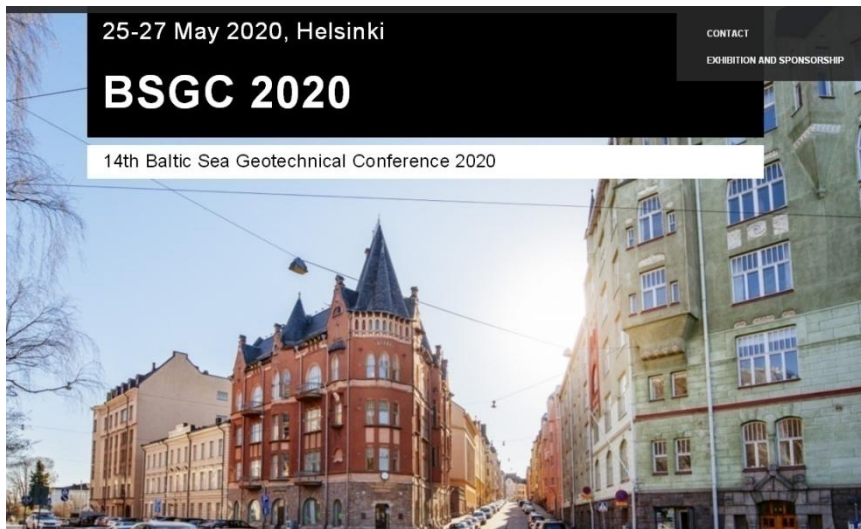 25-27 May 2020, Helsinki
BSGC 2020
14th Baltic Sea Geotechnical Conference 2020
CONTACT
EXHIBITION AND SPONSORSHIP